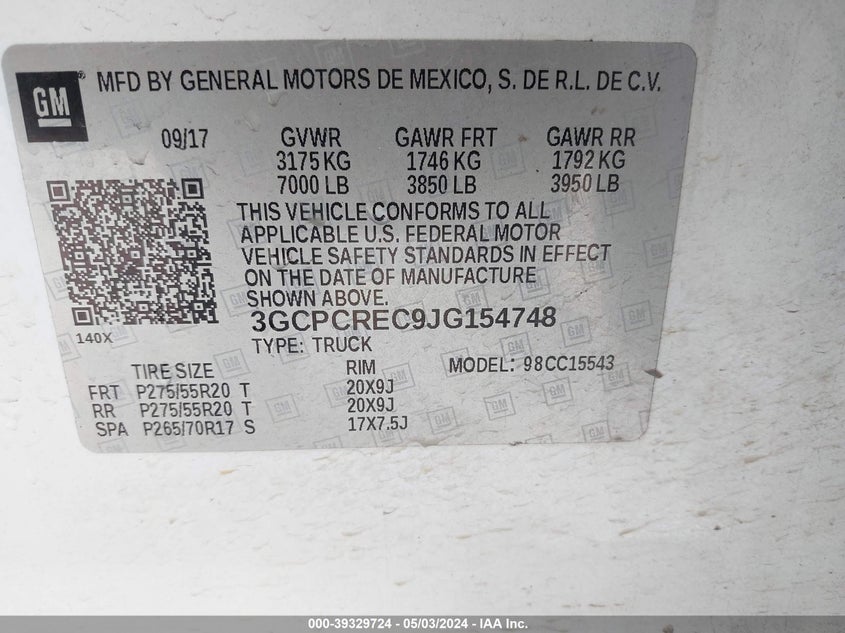 GM® MFD BY GENERAL MOTORS DE MEXICO, S. DE R.L. DE C.V.
09/17 GVWR GAWR FRT GAWR RR
3175 KG 1746 KG 1792 KG
7000 LB 3850 LB 3950 LB
THIS VEHICLE CONFORMS TO ALL
APPLICABLE U.S. FEDERAL MOTOR
VEHICLE SAFETY STANDARDS IN EFFECT
ON THE DATE OF MANUFACTURE
SHOWN ABOVE.
3GCPCREC9JG154748
140X
TYPE: TRUCK MODEL: 98CC15543
TIRE SIZE RIM
FRT P275/55R20 T 20X9J
RR P275/55R20 T 20X9J
SPA P265/70R17 S 17X7.5J
000-39329724 - 05/03/2024 - IAA Inc.